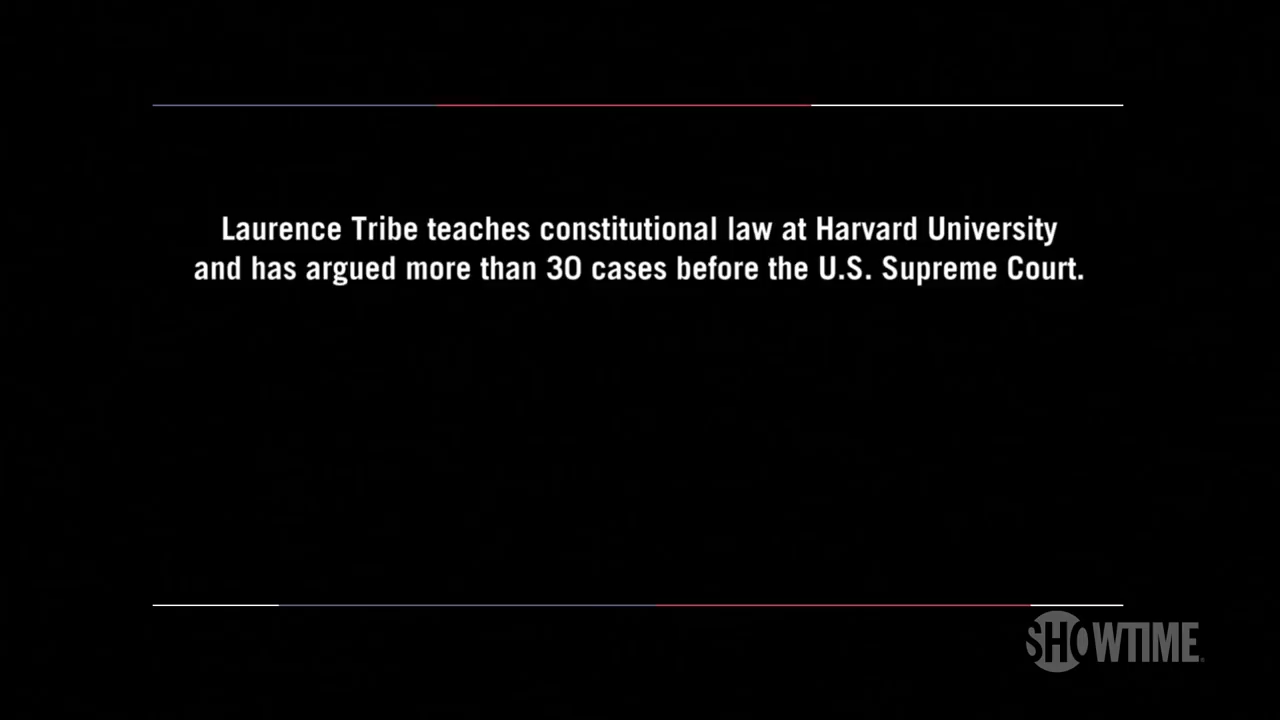 Laurence Tribe teaches constitutional law at Harvard University
and has argued more than 30 cases before the U.S. Supreme Court.
SHOWTIME